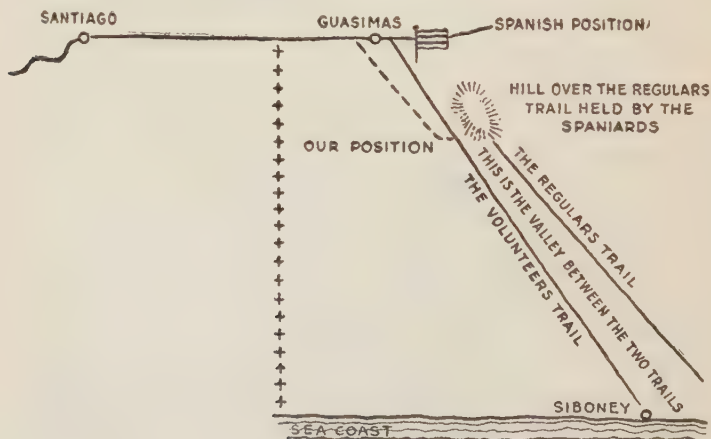 SANTIAGO
GUASIMAS
SPANISH POSITION
HILL OVER THE REGULARS
TRAIL HELD BY THE
SPANIARDS
OUR POSITION
THE REGULARS TRAIL
THIS IS THE VALLEY BETWEEN THE TWO TRAILS
THE VOLUNTEERS TRAIL
SIBONEY
SEA COAST